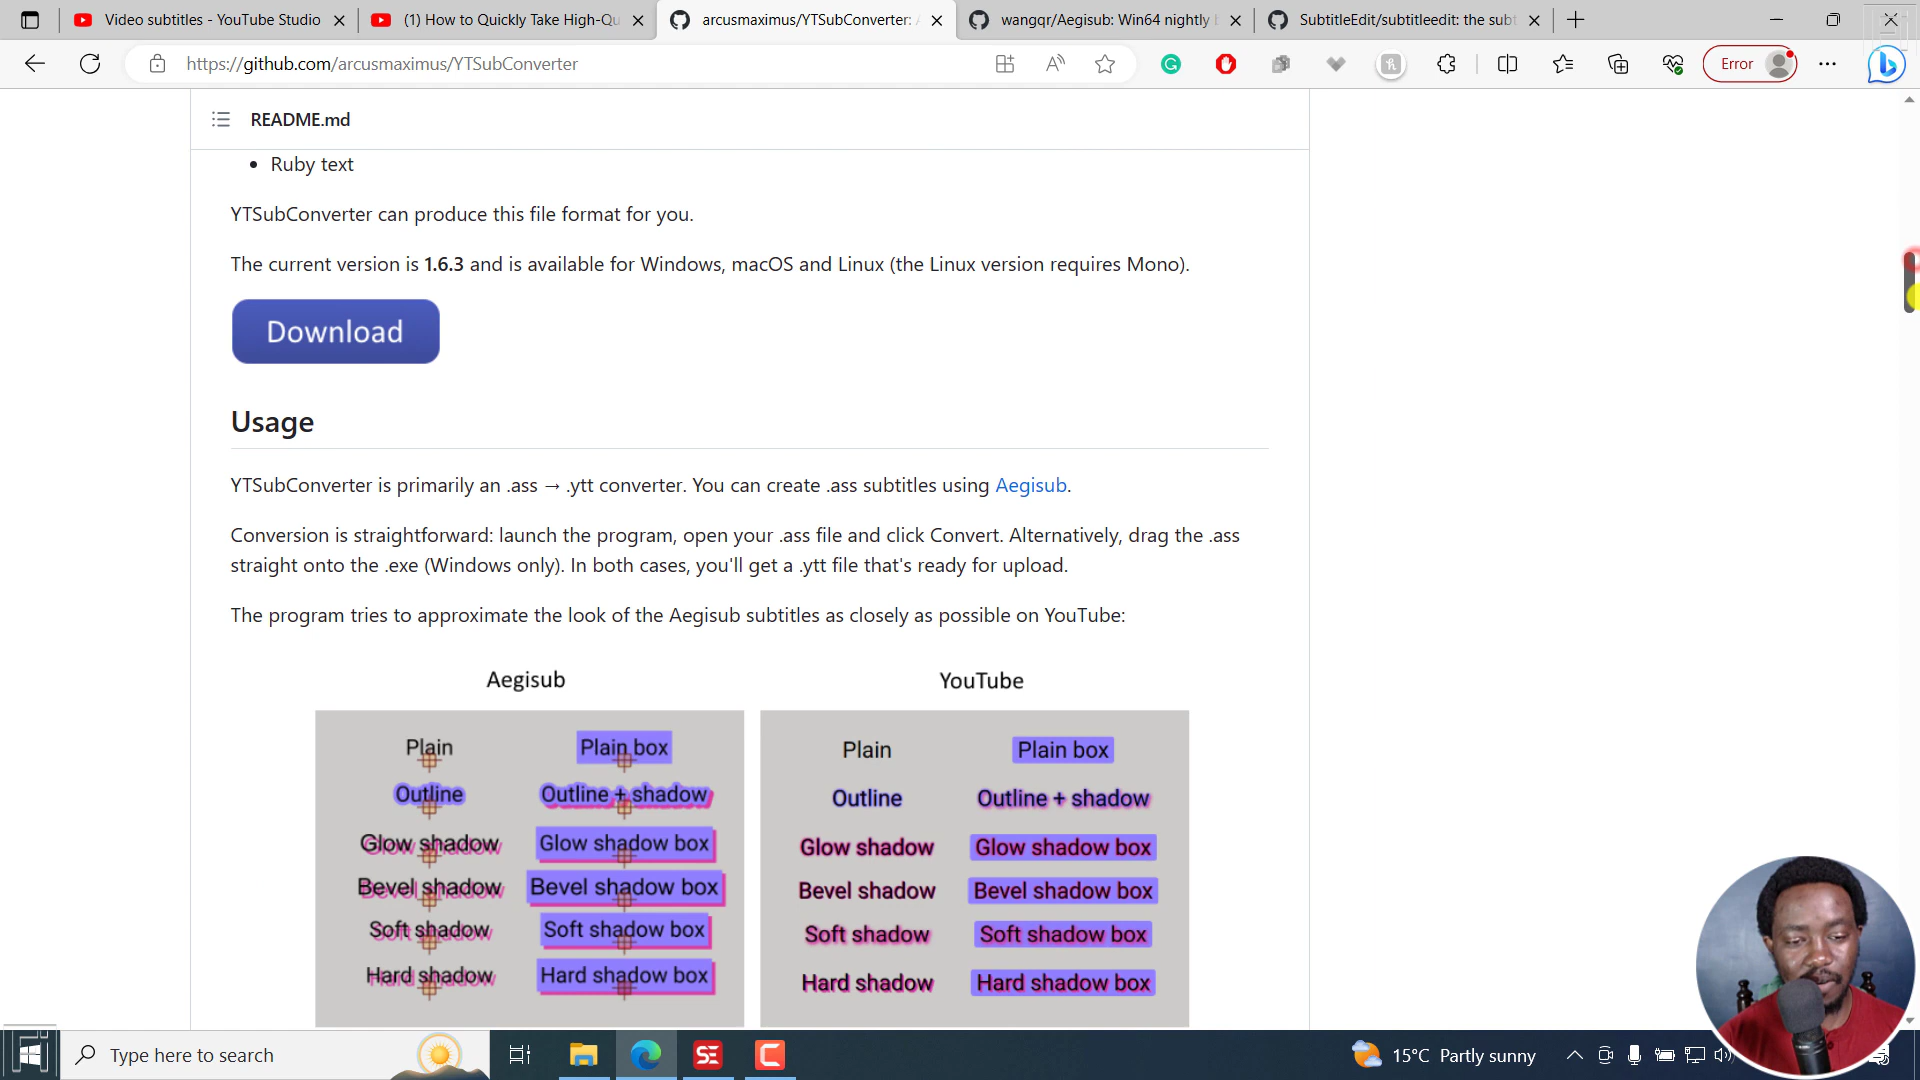 Video subtitles - YouTube Studio
(1) How to Quickly Take High-Qu
arcusmaximus/YTSubConverter: A
wangqr/Aegisub: Win64 nightly b
SubtitleEdit/subtitleedit: the subt
https://github.com/arcusmaximus/YTSubConverter
Error
README.md
Ruby text
YTSubConverter can produce this file format for you.
The current version is 1.6.3 and is available for Windows, macOS and Linux (the Linux version requires Mono).
Download
Usage
YTSubConverter is primarily an .ass → .ytt converter. You can create .ass subtitles using Aegisub.
Conversion is straightforward: launch the program, open your .ass file and click Convert. Alternatively, drag the .ass
straight onto the .exe (Windows only). In both cases, you'll get a .ytt file that's ready for upload.
The program tries to approximate the look of the Aegisub subtitles as closely as possible on YouTube:
Aegisub
YouTube
Plain
Plain box
Outline
Outline + shadow
Glow shadow
Glow shadow box
Bevel shadow
Bevel shadow box
Soft shadow
Soft shadow box
Hard shadow
Hard shadow box
Plain
Plain box
Outline
Outline + shadow
Glow shadow
Glow shadow box
Bevel shadow
Bevel shadow box
Soft shadow
Soft shadow box
Hard shadow
Hard shadow box
Type here to search
SE
15°C Partly sunny